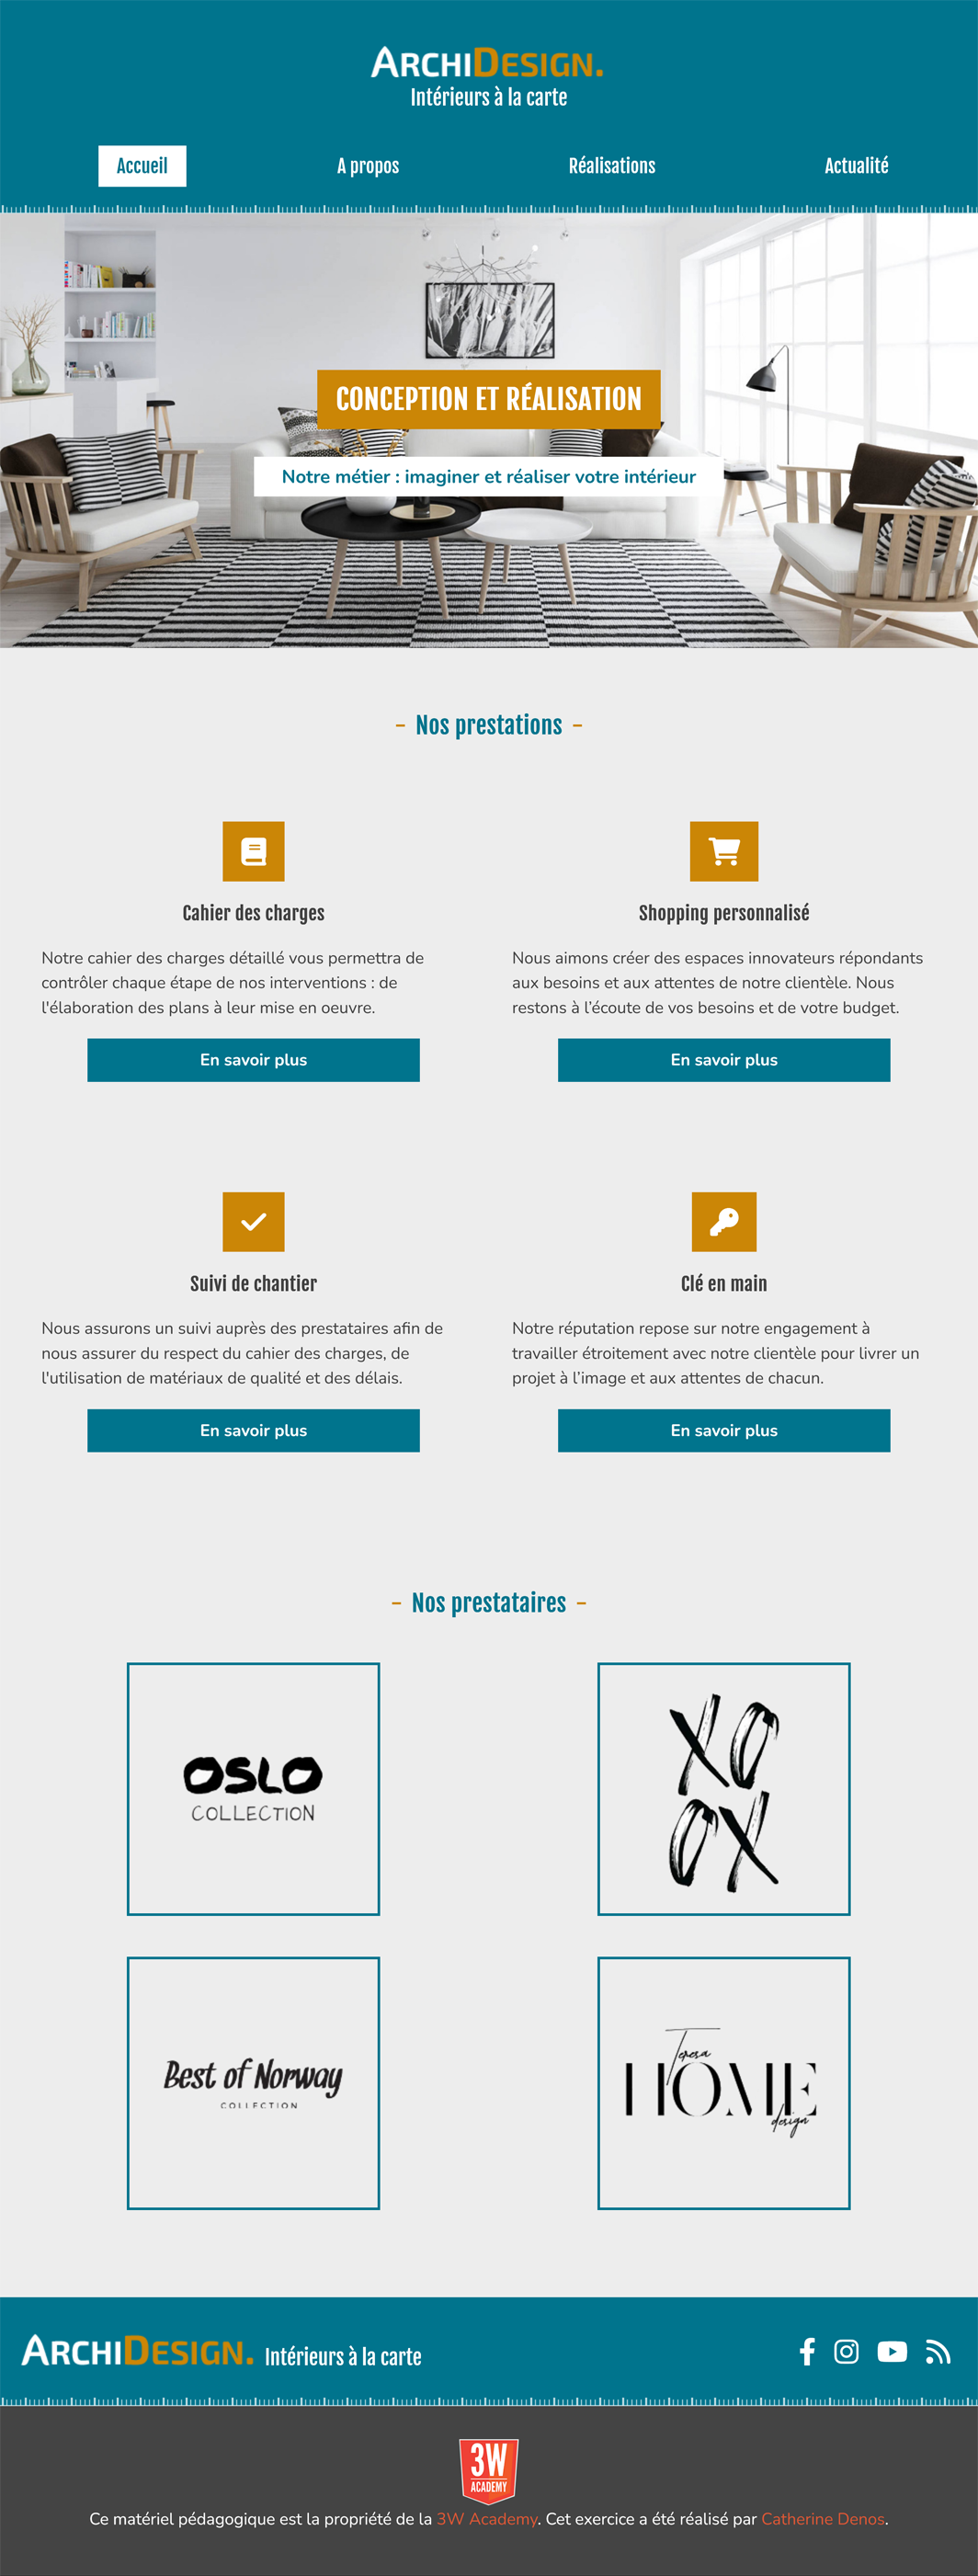 ARCHIDESIGN.
Intérieurs à la carte
Accueil
A propos
Réalisations
Actualité
CONCEPTION ET RÉALISATION
Notre métier : imaginer et réaliser votre intérieur
- Nos prestations -
Cahier des charges
Notre cahier des charges détaillé vous permettra de
contrôler chaque étape de nos interventions : de
l'élaboration des plans à leur mise en oeuvre.
En savoir plus
Shopping personnalisé
Nous aimons créer des espaces innovateurs répondants
aux besoins et aux attentes de notre clientèle. Nous
restons à l’écoute de vos besoins et de votre budget.
En savoir plus
Suivi de chantier
Nous assurons un suivi auprès des prestataires afin de
nous assurer du respect du cahier des charges, de
l'utilisation de matériaux de qualité et des délais.
En savoir plus
Clé en main
Notre réputation repose sur notre engagement à
travailler étroitement avec notre clientèle pour livrer un
projet à l’image et aux attentes de chacun.
En savoir plus
- Nos prestataires -
OSLO
COLLECTION
XO
OX
Best of Norway
COLLECTION
Teresa
HOME
design
ARCHIDESIGN. Intérieurs à la carte
3W
ACADEMY
Ce matériel pédagogique est la propriété de la 3W Academy. Cet exercice a été réalisé par Catherine Denos.